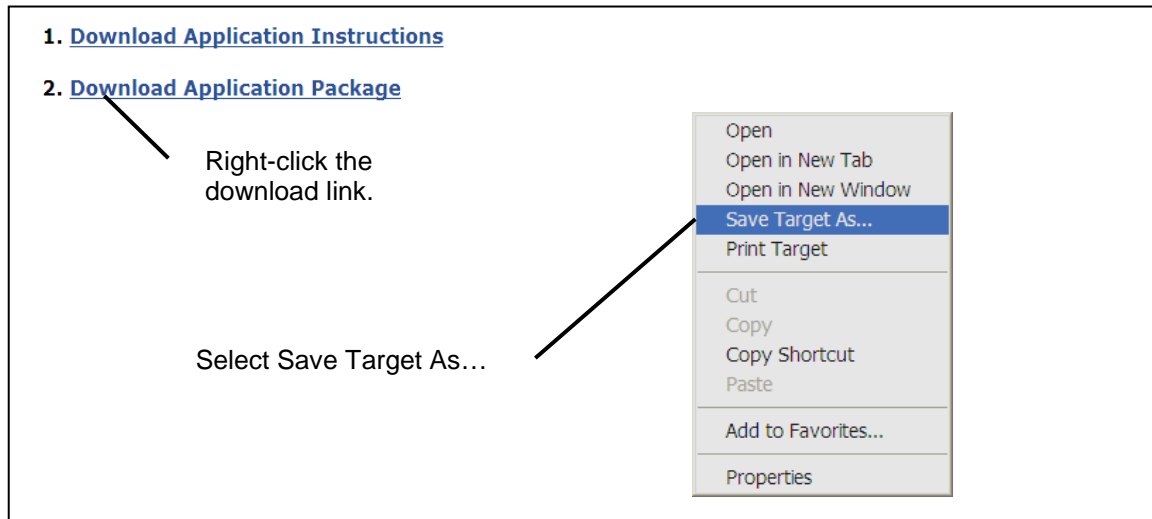 1. Download Application Instructions
2. Download Application Package
Right-click the
download link.
Select Save Target As…
Open
Open in New Tab
Open in New Window
Save Target As...
Print Target
Cut
Copy
Copy Shortcut
Paste
Add to Favorites...
Properties